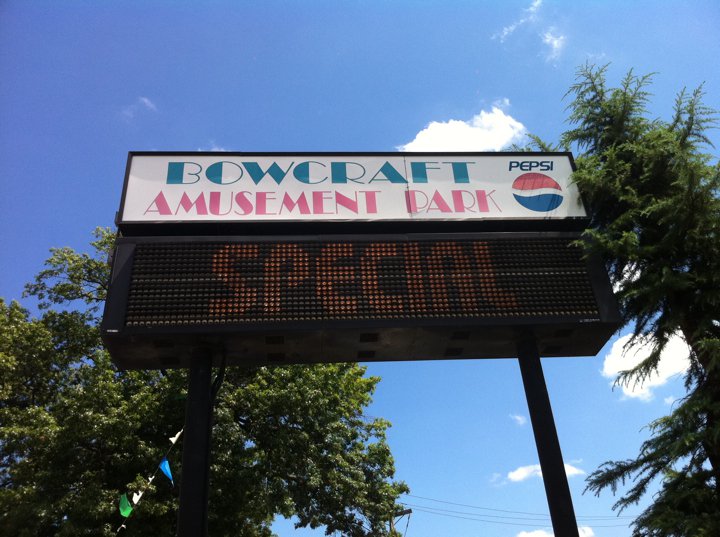 BOWCRAFT
AMUSEMENT PARK
PEPSI
SPECIAL